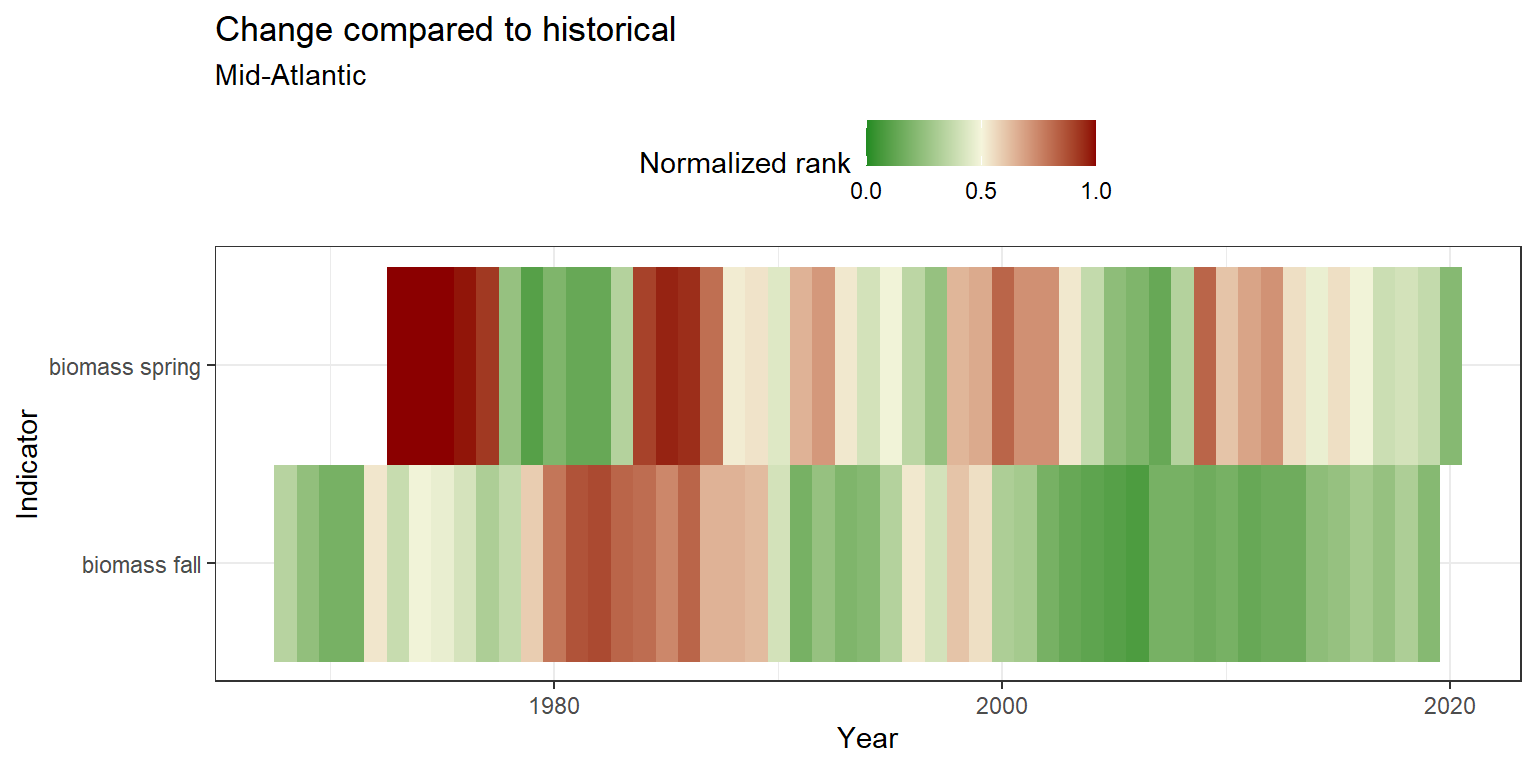 Change compared to historical
Mid-Atlantic
Normalized rank
0.0 0.5 1.0
Indicator
biomass spring
biomass fall
1980 2000 2020
Year